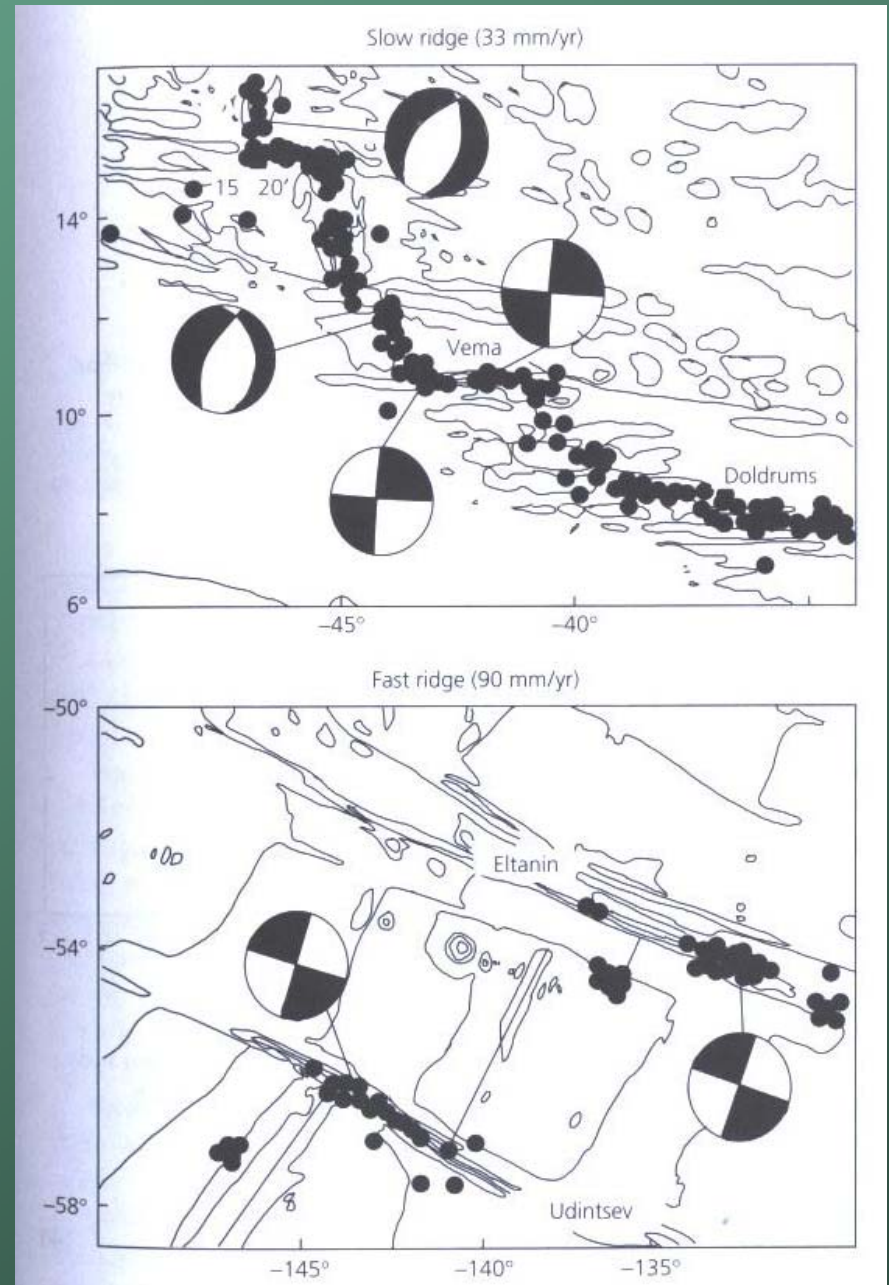 Slow ridge (33 mm/yr)
15 20'
14°
Vema
10°
Doldrums
6°
−45°
−40°
Fast ridge (90 mm/yr)
−50°
Eltanin
−54°
−58°
Udintsev
−145°
−140°
−135°